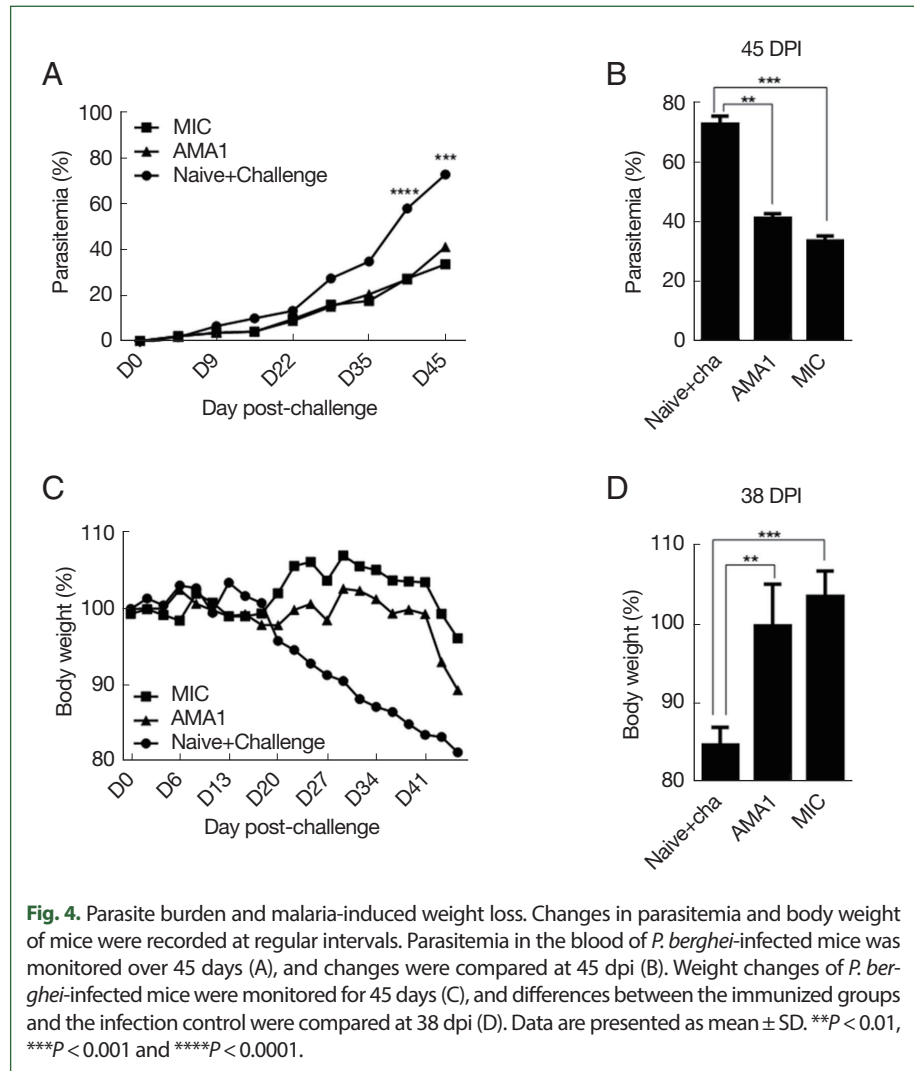 A
100
80
60
40
20
0
Parasitemia (%)
MIC
AMA1
Naive+Challenge
****
***
D0
D9
D22
D35
D45
Day post-challenge
B
45 DPI
***
**
80
60
40
20
0
Parasitemia (%)
Naive+cha
AMA1
MIC
C
110
100
90
80
Body weight (%)
MIC
AMA1
Naive+Challenge
D0
D6
D13
D20
D27
D34
D41
Day post-challenge
D
38 DPI
***
**
110
100
90
80
Body weight (%)
Naive+cha
AMA1
MIC
Fig. 4. Parasite burden and malaria-induced weight loss. Changes in parasitemia and body weight
of mice were recorded at regular intervals. Parasitemia in the blood of P. berghei-infected mice was
monitored over 45 days (A), and changes were compared at 45 dpi (B). Weight changes of P. ber-
ghei-infected mice were monitored for 45 days (C), and differences between the immunized groups
and the infection control were compared at 38 dpi (D). Data are presented as mean ± SD. **P < 0.01,
***P < 0.001 and ****P < 0.0001.